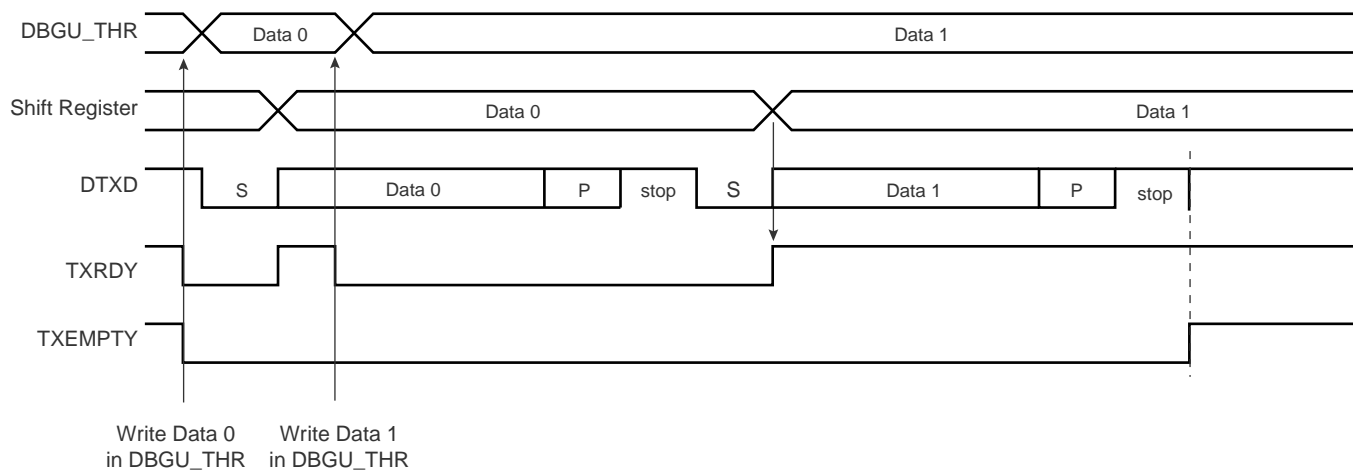 DBGU_THR
Data 0
Data 1
Shift Register
Data 0
Data 1
DTXD
S
Data 0
P
stop
S
Data 1
P
stop
TXRDY
TXEMPTY
Write Data 0
in DBGU_THR
Write Data 1
in DBGU_THR